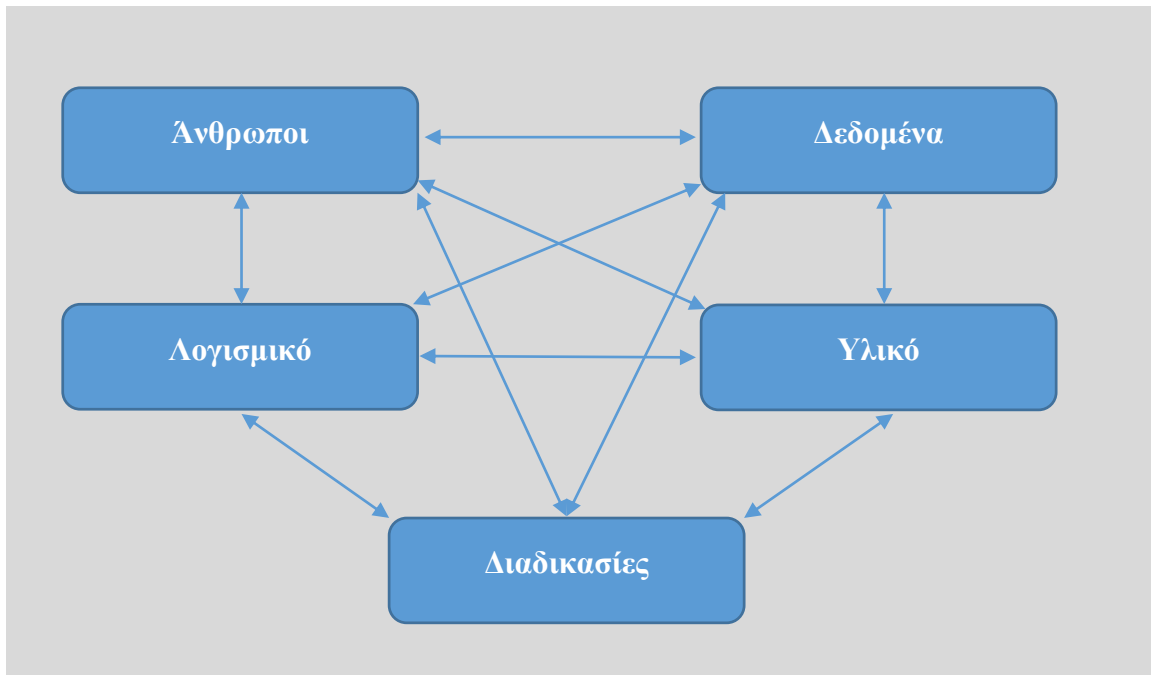 Άνθρωποι
Δεδομένα
Λογισμικό
Υλικό
Διαδικασίες